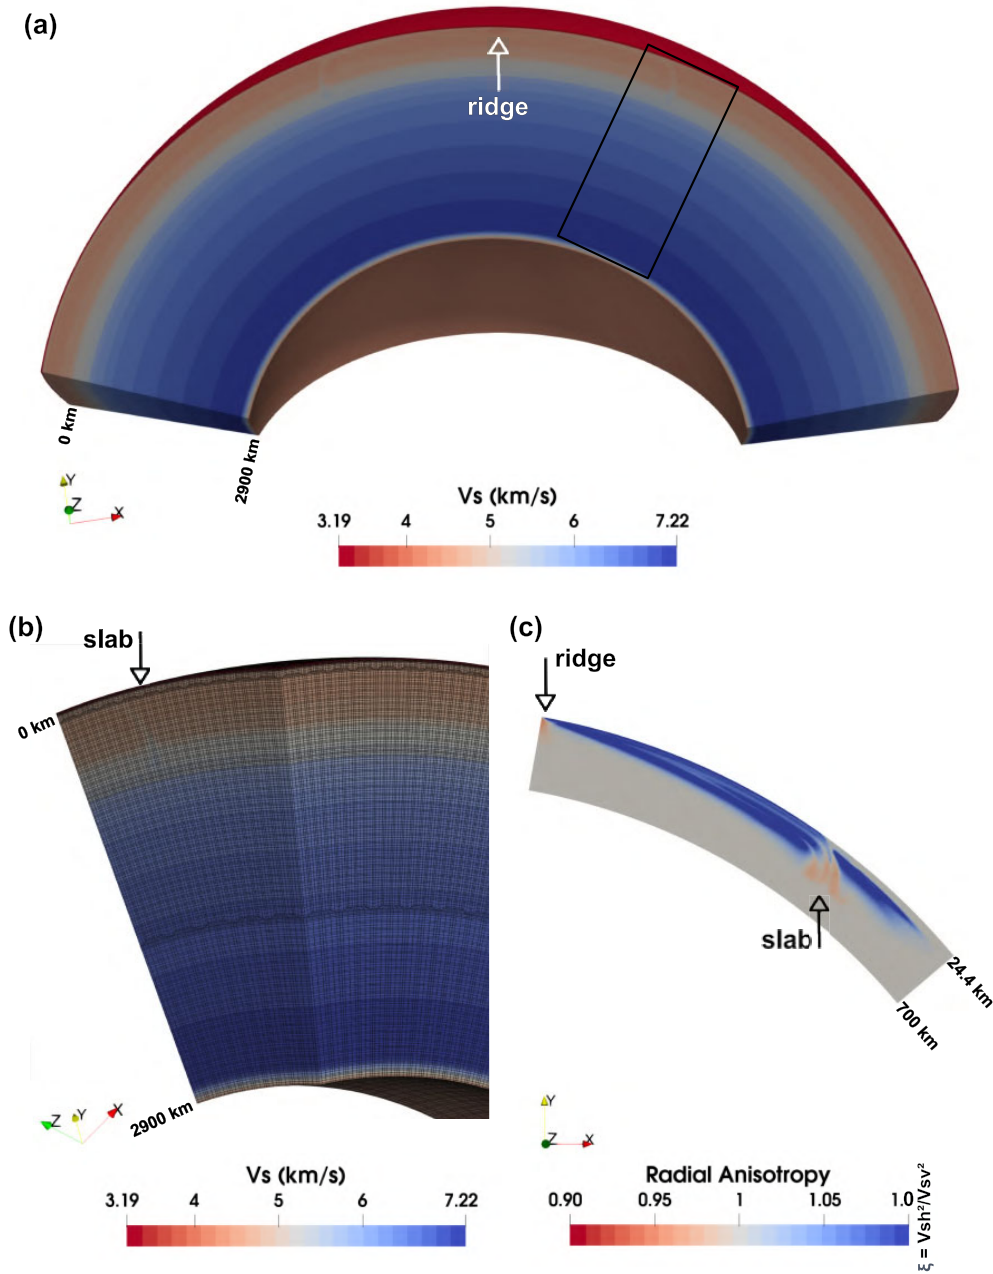 (a)
ridge
0 km
2900 km
Y
Z
X
Vs (km/s)
3.19 4 5 6 7.22
(b)
slab
0 km
2900 km
Z Y X
Vs (km/s)
3.19 4 5 6 7.22
(c)
ridge
slab
24.4 km
700 km
Y
Z X
Radial Anisotropy
0.90 0.95 1 1.05 1.0
ξ = Vsh²/Vsv²